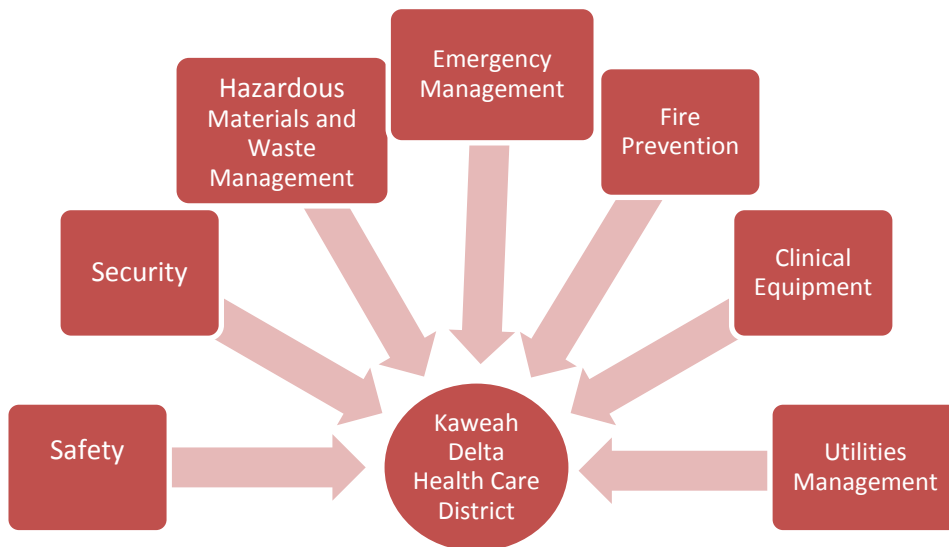 Emergency
Management
Hazardous
Materials and
Waste
Management
Fire
Prevention
Security
Clinical
Equipment
Safety
Kaweah
Delta
Health Care
District
Utilities
Management